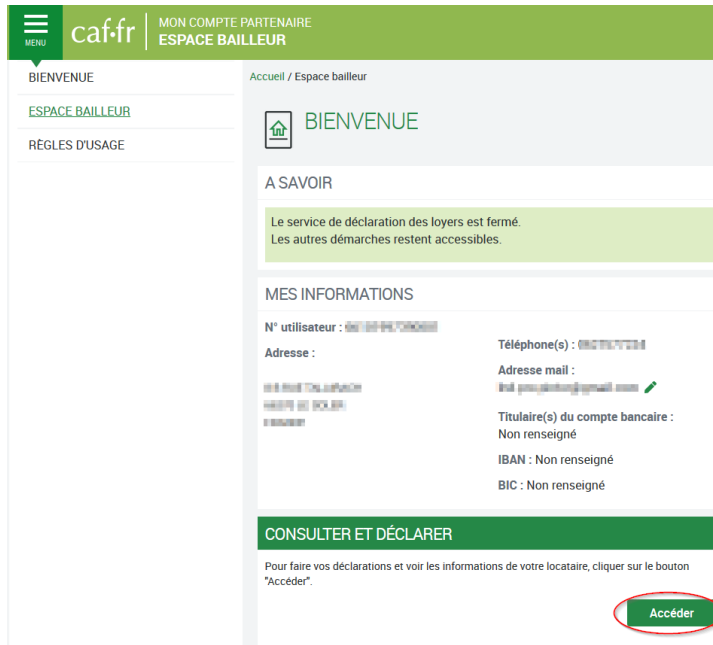 MENU
caf.fr
MON COMPTE PARTENAIRE
ESPACE BAILLEUR
BIENVENUE
ESPACE BAILLEUR
RÈGLES D'USAGE
Accueil / Espace bailleur
BIENVENUE
A SAVOIR
Le service de déclaration des loyers est fermé.
Les autres démarches restent accessibles.
MES INFORMATIONS
N° utilisateur :
Adresse :
Téléphone(s) :
Adresse mail :
Titulaire(s) du compte bancaire :
Non renseigné
IBAN : Non renseigné
BIC : Non renseigné
CONSULTER ET DÉCLARER
Pour faire vos déclarations et voir les informations de votre locataire, cliquer sur le bouton
"Accéder".
Accéder